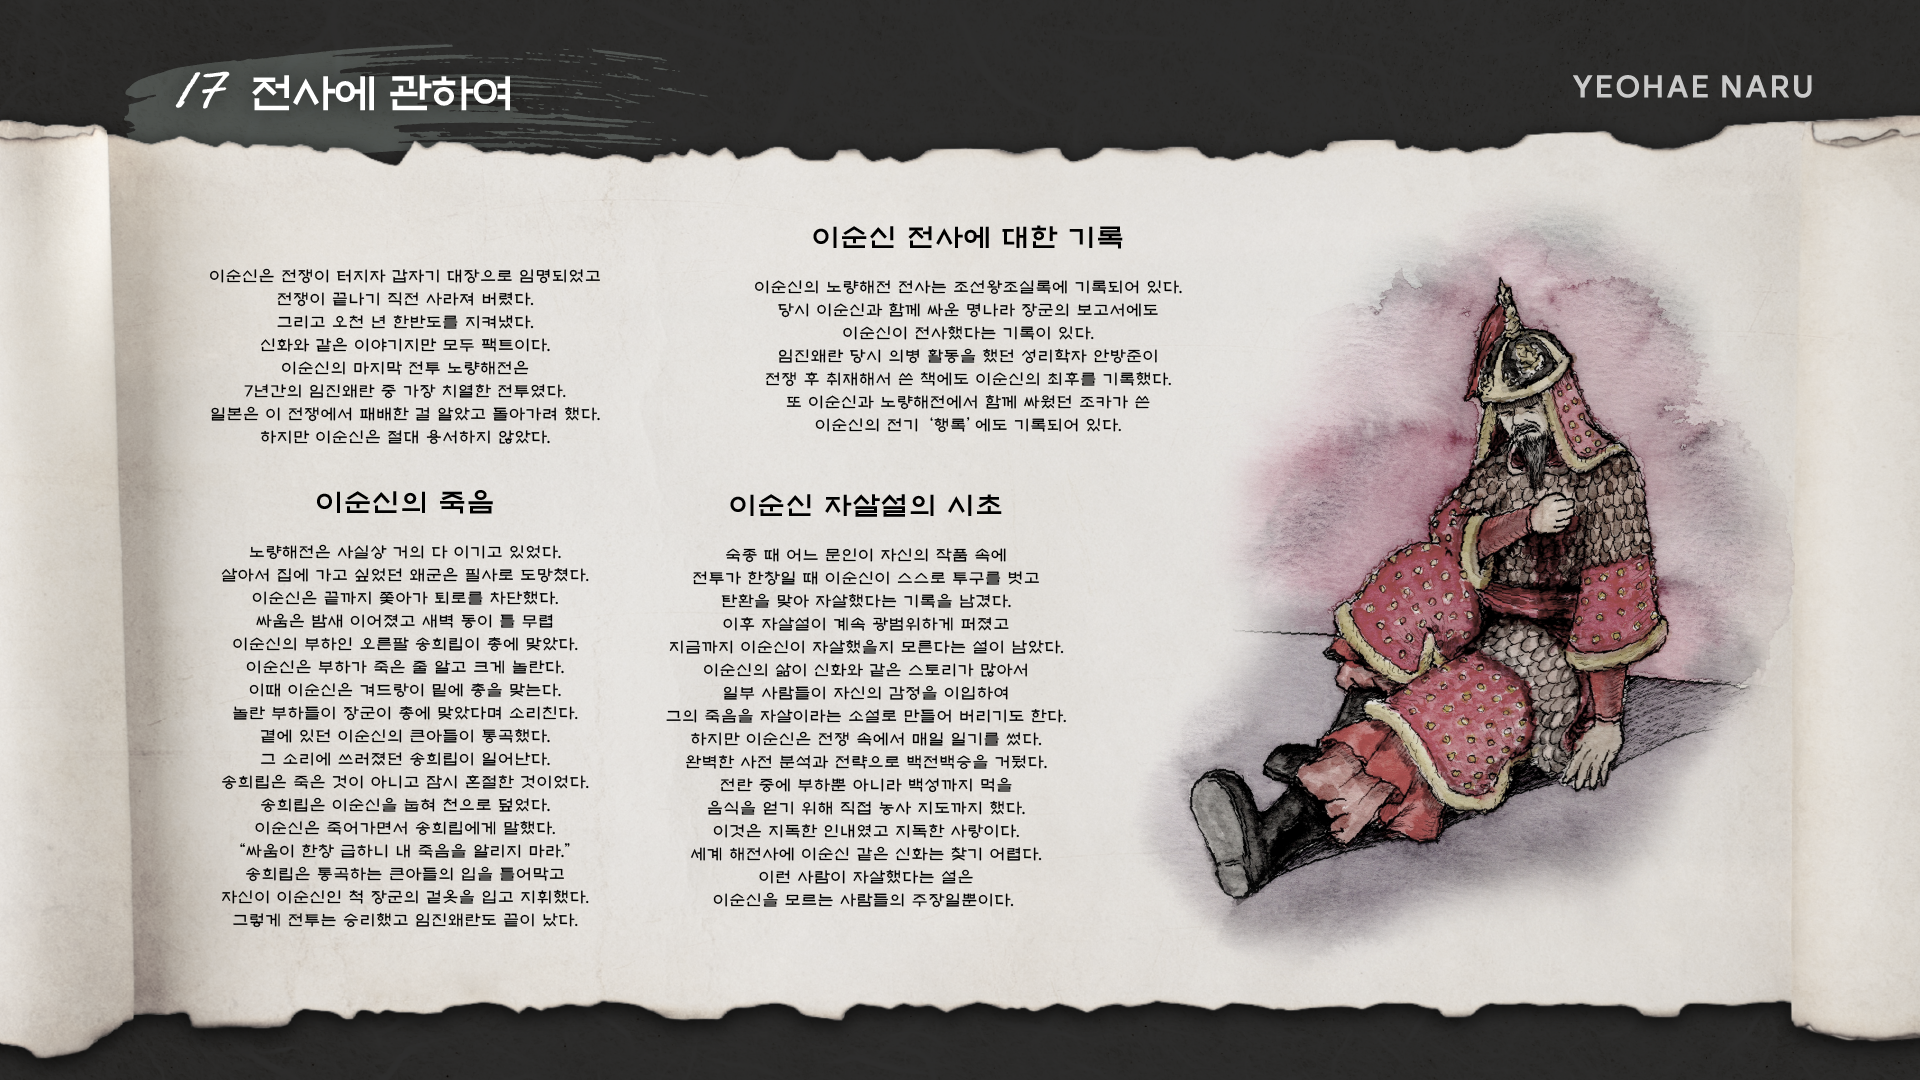 17 전사에 관하여
YEOHAE NARU
이순신은 전쟁이 터지자 갑자기 대장으로 임명되었고
전쟁이 끝나기 직전 사라져 버렸다.
그리고 오천 년 한반도를 지켜냈다.
신화와 같은 이야기지만 모두 팩트이다.
이순신의 마지막 전투 노량해전은
7년간의 임진왜란 중 가장 치열한 전투였다.
일본은 이 전쟁에서 패배한 걸 알았고 돌아가려 했다.
하지만 이순신은 절대 용서하지 않았다.
이순신의 죽음
노량해전은 사실상 거의 다 이기고 있었다.
살아서 집에 가고 싶었던 왜군은 필사로 도망쳤다.
이순신은 끝까지 쫓아가 퇴로를 차단했다.
싸움은 밤새 이어졌고 새벽 동이 틀 무렵
이순신의 부하인 오른팔 송희립이 총에 맞았다.
이순신은 부하가 죽은 줄 알고 크게 놀란다.
이때 이순신은 겨드랑이 밑에 총을 맞는다.
놀란 부하들이 장군이 총에 맞았다며 소리친다.
곁에 있던 이순신의 큰아들이 통곡했다.
그 소리에 쓰러졌던 송희립이 일어난다.
송희립은 죽은 것이 아니고 잠시 혼절한 것이었다.
송희립은 이순신을 눕혀 천으로 덮었다.
이순신은 죽어가면서 송희립에게 말했다.
“싸움이 한창 급하니 내 죽음을 알리지 마라.”
송희립은 통곡하는 큰아들의 입을 틀어막고
자신이 이순신인 척 장군의 겉옷을 입고 지휘했다.
그렇게 전투는 승리했고 임진왜란도 끝이 났다.
이순신 전사에 대한 기록
이순신의 노량해전 전사는 조선왕조실록에 기록되어 있다.
당시 이순신과 함께 싸운 명나라 장군의 보고서에도
이순신이 전사했다는 기록이 있다.
임진왜란 당시 의병 활동을 했던 성리학자 안방준이
전쟁 후 취재해서 쓴 책에도 이순신의 최후를 기록했다.
또 이순신과 노량해전에서 함께 싸웠던 조카가 쓴
이순신의 전기 ‘행록’에도 기록되어 있다.
이순신 자살설의 시초
숙종 때 어느 문인이 자신의 작품 속에
전투가 한창일 때 이순신이 스스로 투구를 벗고
탄환을 맞아 자살했다는 기록을 남겼다.
이후 자살설이 계속 광범위하게 퍼졌고
지금까지 이순신이 자살했을지 모른다는 설이 남았다.
이순신의 삶이 신화와 같은 스토리가 많아서
일부 사람들이 자신의 감정을 이입하여
그의 죽음을 자살이라는 소설로 만들어 버리기도 한다.
하지만 이순신은 전쟁 속에서 매일 일기를 썼다.
완벽한 사전 분석과 전략으로 백전백승을 거뒀다.
전란 중에 부하뿐 아니라 백성까지 먹을
음식을 얻기 위해 직접 농사 지도까지 했다.
이것은 지독한 인내였고 지독한 사랑이다.
세계 해전사에 이순신 같은 신화는 찾기 어렵다.
이런 사람이 자살했다는 설은
이순신을 모르는 사람들의 주장일뿐이다.